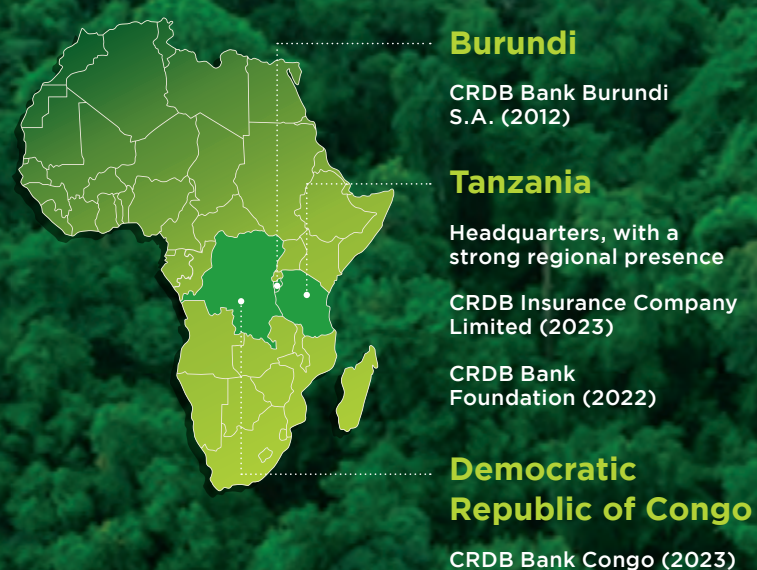 Burundi
CRDB Bank Burundi
S.A. (2012)
Tanzania
Headquarters, with a
strong regional presence
CRDB Insurance Company
Limited (2023)
CRDB Bank
Foundation (2022)
Democratic
Republic of Congo
CRDB Bank Congo (2023)